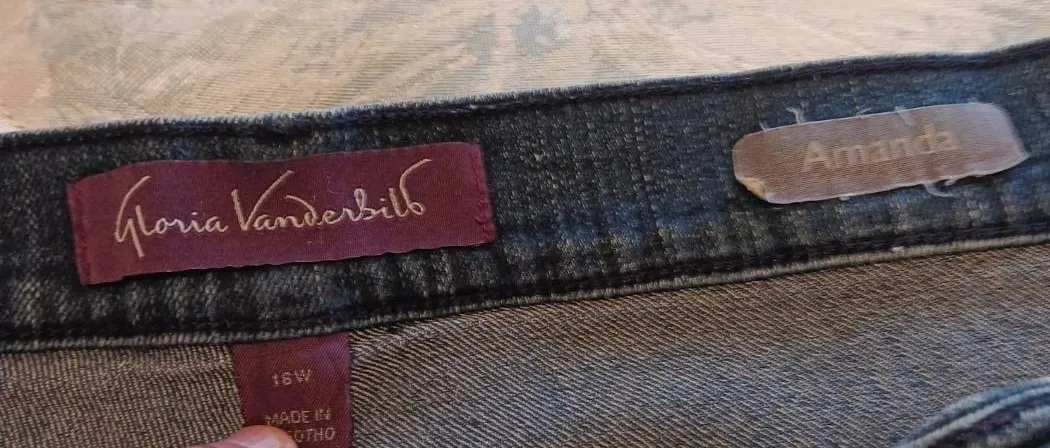 Gloria Vanderbilt
Amanda
16W
MADE IN